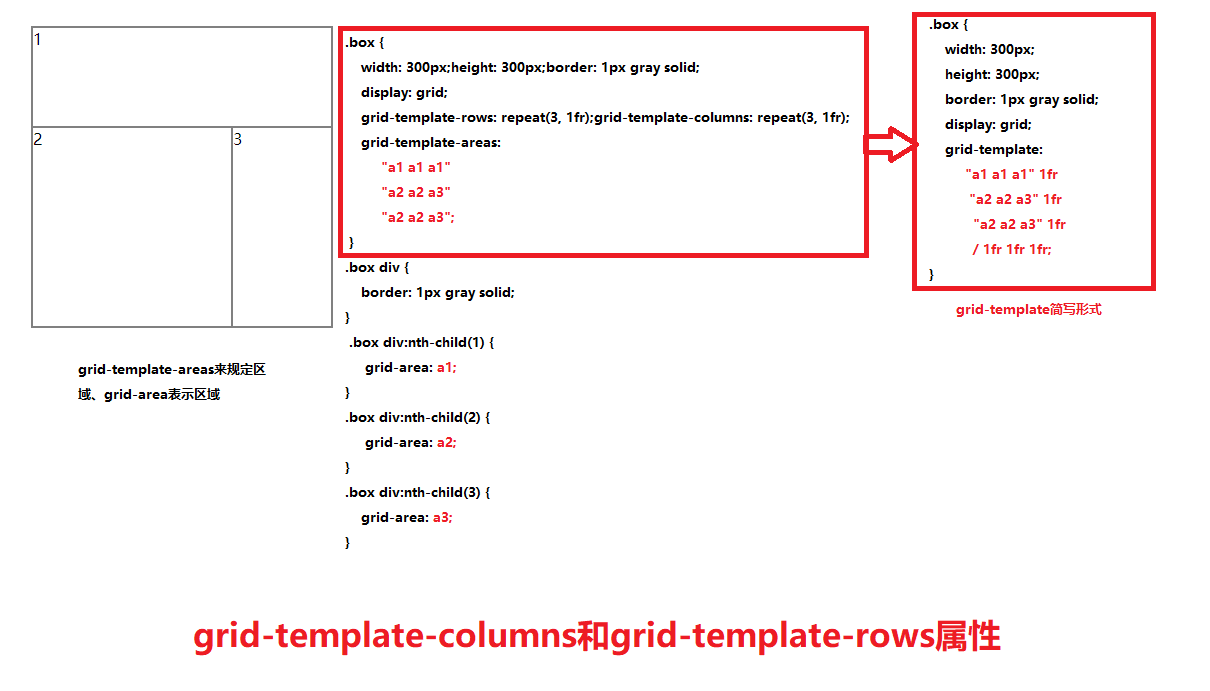 1
2
3
grid-template-areas来规定区
域、grid-area表示区域
.box {
width: 300px;height: 300px;border: 1px gray solid;
display: grid;
grid-template-rows: repeat(3, 1fr);grid-template-columns: repeat(3, 1fr);
grid-template-areas:
"a1 a1 a1"
"a2 a2 a3"
"a2 a2 a3";
}
.box div {
border: 1px gray solid;
}
.box div:nth-child(1) {
grid-area: a1;
}
.box div:nth-child(2) {
grid-area: a2;
}
.box div:nth-child(3) {
grid-area: a3;
}
.box {
width: 300px;
height: 300px;
border: 1px gray solid;
display: grid;
grid-template:
"a1 a1 a1" 1fr
"a2 a2 a3" 1fr
"a2 a2 a3" 1fr
/ 1fr 1fr 1fr;
}
grid-template简写形式
grid-template-columns和grid-template-rows属性